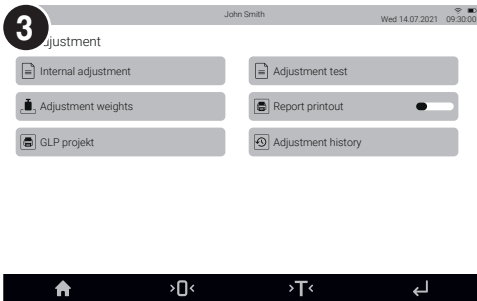 3
John Smith
Wed 14.07.2021 09:30:00
djustment
Internal adjustment
Adjustment test
Adjustment weights
Report printout
GLP projekt
Adjustment history
>0<
>T<